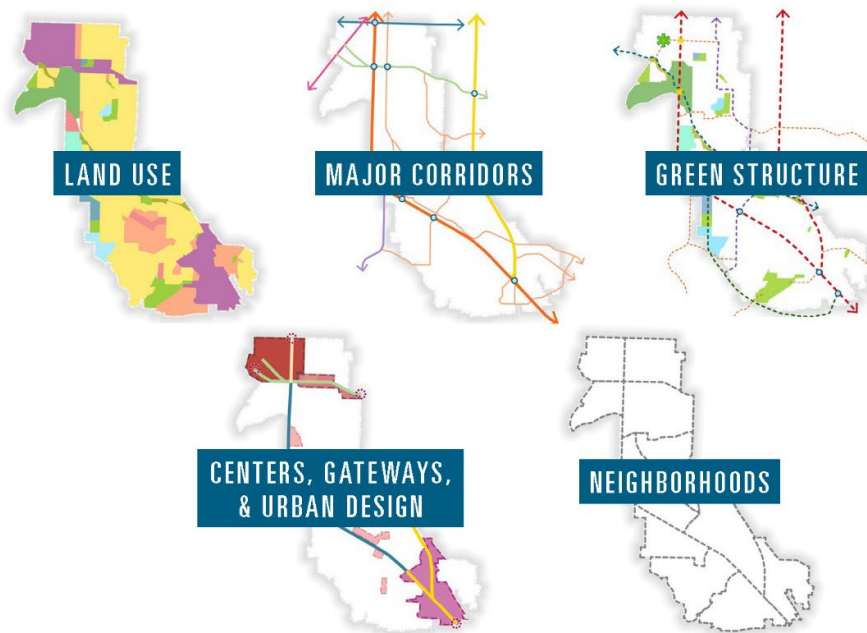 LAND USE
MAJOR CORRIDORS
GREEN STRUCTURE
CENTERS, GATEWAYS,
& URBAN DESIGN
NEIGHBORHOODS